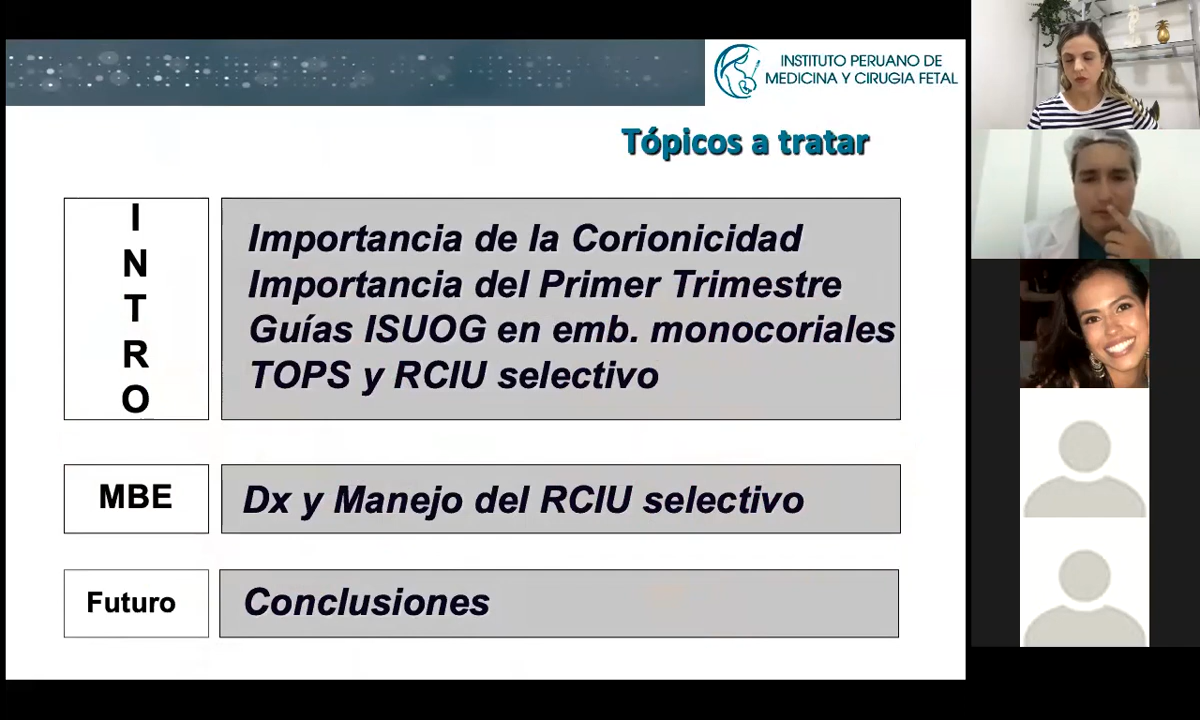 INSTITUTO PERUANO DE
MEDICINA Y CIRUGIA FETAL
Tópicos a tratar
I
N
T
R
O
Importancia de la Corionicidad
Importancia del Primer Trimestre
Guías ISUOG en emb. monocoriales
TOPS y RCIU selectivo
MBE
Dx y Manejo del RCIU selectivo
Futuro
Conclusiones